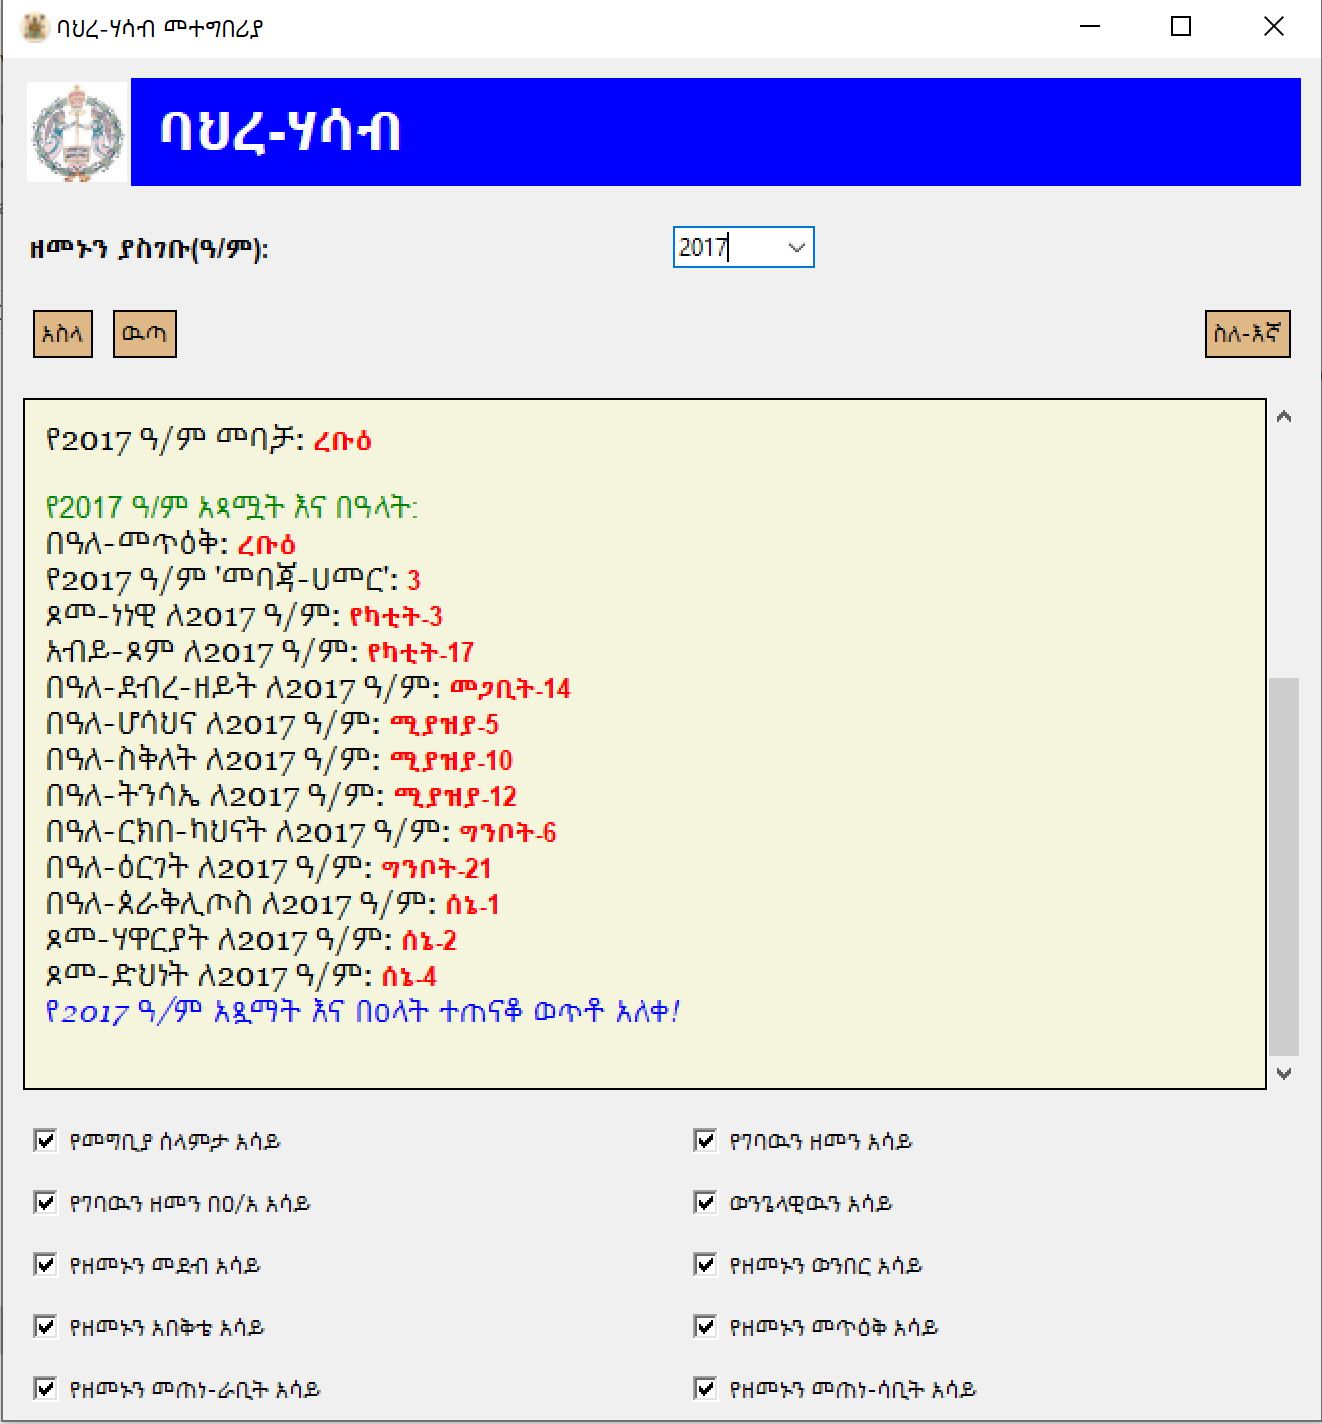 ባህረ-ሃሳብ መተግበሪያ
ባህረ-ሃሳብ
ዘመኑን ያስገቡ(ዓ/ም): 2017
አስላ ዉጣ ስለ-እኛ
የ2017 ዓ/ም መባቻ: ረቡዕ
የ2017 ዓ/ም አጿሟት እና በዓላት:
በዓለ-መጥዕቅ: ረቡዕ
የ2017 ዓ/ም 'መባጃ-ሀመር': 3
ጾመ-ነነዊ ለ2017 ዓ/ም: የካቲት-3
አብይ-ጾም ለ2017 ዓ/ም: የካቲት-17
በዓለ-ደብረ-ዘይት ለ2017 ዓ/ም: መጋቢት-14
በዓለ-ሆሳህና ለ2017 ዓ/ም: ሚያዝያ-5
በዓለ-ስቅለት ለ2017 ዓ/ም: ሚያዝያ-10
በዓለ-ትንሳኤ ለ2017 ዓ/ም: ሚያዝያ-12
በዓለ-ርክበ-ካህናት ለ2017 ዓ/ም: ግንቦት-6
በዓለ-ዕርገት ለ2017 ዓ/ም: ግንቦት-21
በዓለ-ጰራቅሊጦስ ለ2017 ዓ/ም: ሰኔ-1
ጾመ-ሃዋርያት ለ2017 ዓ/ም: ሰኔ-2
ጾመ-ድህነት ለ2017 ዓ/ም: ሰኔ-4
የ2017 ዓ/ም አጿማት እና በዐላት ተጠናቆ ወጥቶ አለቀ!
የመግቢያ ሰላምታ አሳይ የገባዉን ዘመን አሳይ
የገባዉን ዘመን በዐ/አ አሳይ ወንጌላዊዉን አሳይ
የዘመኑን መደብ አሳይ የዘመኑን ወንበር አሳይ
የዘመኑን አበቅቴ አሳይ የዘመኑን መጥዕቅ አሳይ
የዘመኑን መጠነ-ራቢት አሳይ የዘመኑን መጠነ-ሳቢት አሳይ